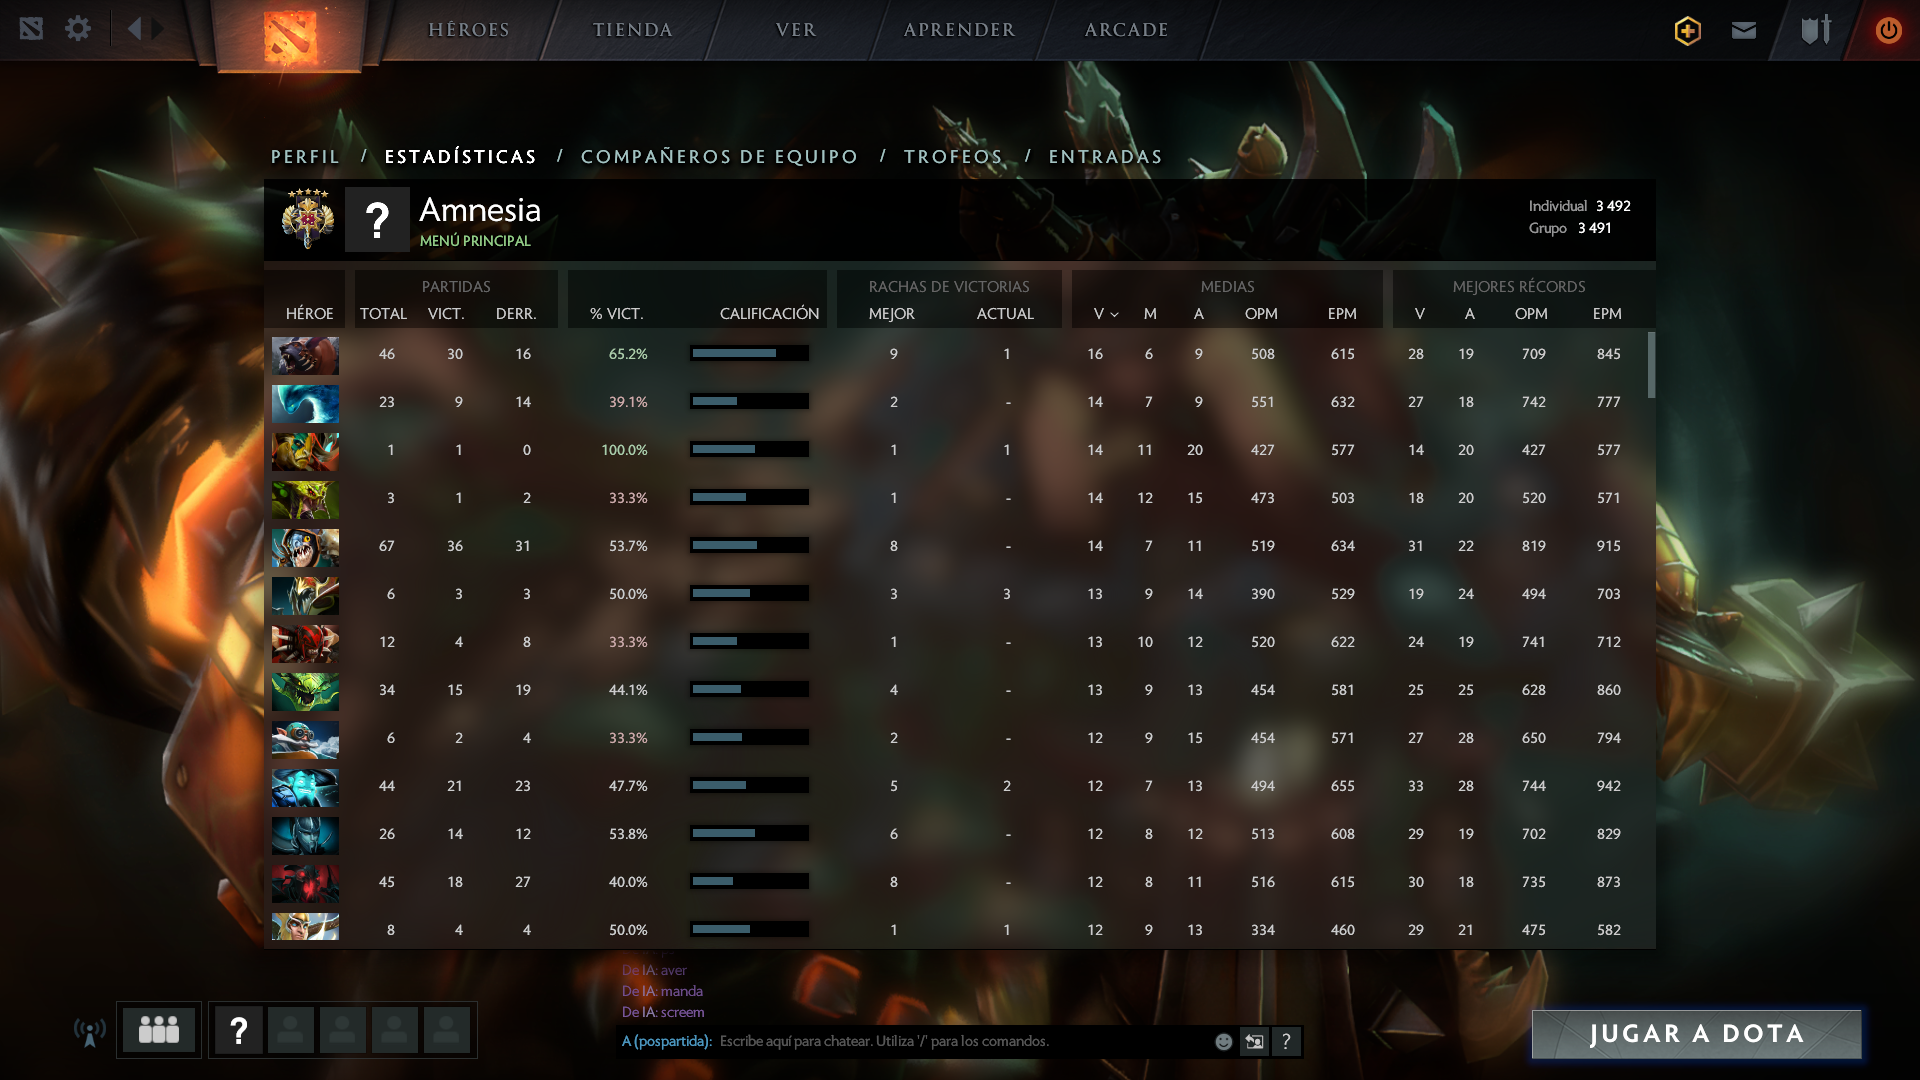 HÉROES TIENDA VER APRENDER ARCADE
PERFIL / ESTADÍSTICAS / COMPAÑEROS DE EQUIPO / TROFEOS / ENTRADAS
? Amnesia
MENÚ PRINCIPAL
Individual 3 492
Grupo 3 491
PARTIDAS RACHAS DE VICTORIAS MEDIAS MEJORES RÉCORDS
HÉROE TOTAL VICT. DERR. % VICT. CALIFICACIÓN MEJOR ACTUAL V M A OPM EPM V A OPM EPM
46 30 16 65.2% 9 1 16 6 9 508 615 28 19 709 845
23 9 14 39.1% 2 - 14 7 9 551 632 27 18 742 777
1 1 0 100.0% 1 1 14 11 20 427 577 14 20 427 577
3 1 2 33.3% 1 - 14 12 15 473 503 18 20 520 571
67 36 31 53.7% 8 - 14 7 11 519 634 31 22 819 915
6 3 3 50.0% 3 3 13 9 14 390 529 19 24 494 703
12 4 8 33.3% 1 - 13 10 12 520 622 24 19 741 712
34 15 19 44.1% 4 - 13 9 13 454 581 25 25 628 860
6 2 4 33.3% 2 - 12 9 15 454 571 27 28 650 794
44 21 23 47.7% 5 2 12 7 13 494 655 33 28 744 942
26 14 12 53.8% 6 - 12 8 12 513 608 29 19 702 829
45 18 27 40.0% 8 - 12 8 11 516 615 30 18 735 873
8 4 4 50.0% 1 1 12 9 13 334 460 29 21 475 582
De IA: aver
De IA: manda
De IA: screem
A (pospartida): Escribe aquí para chatear. Utiliza '/' para los comandos. ?
?
JUGAR A DOTA